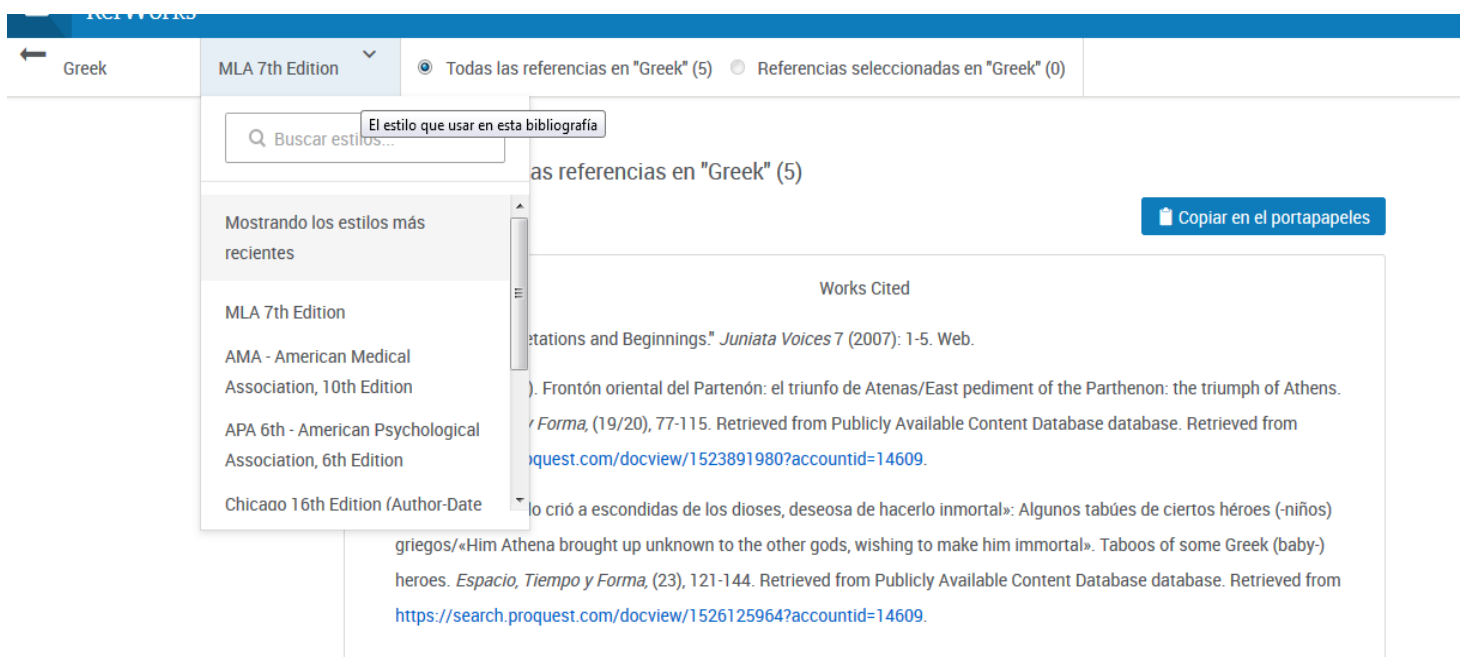 RefWorks
Greek
MLA 7th Edition
Todas las referencias en "Greek" (5)
Referencias seleccionadas en "Greek" (0)
El estilo que usar en esta bibliografía
Buscar estilos...
as referencias en "Greek" (5)
Copiar en el portapapeles
Mostrando los estilos más
recientes
MLA 7th Edition
AMA - American Medical
Association, 10th Edition
APA 6th - American Psychological
Association, 6th Edition
Chicago 16th Edition (Author-Date
Works Cited
etations and Beginnings." Juniata Voices 7 (2007): 1-5. Web.
). Frontón oriental del Partenón: el triunfo de Atenas/East pediment of the Parthenon: the triumph of Athens.
y Forma, (19/20), 77-115. Retrieved from Publicly Available Content Database database. Retrieved from
oquest.com/docview/1523891980?accountid=14609.
lo crió a escondidas de los dioses, deseosa de hacerlo inmortal»: Algunos tabúes de ciertos héroes (-niños)
griegos/«Him Athena brought up unknown to the other gods, wishing to make him immortal». Taboos of some Greek (baby-)
heroes. Espacio, Tiempo y Forma, (23), 121-144. Retrieved from Publicly Available Content Database database. Retrieved from
https://search.proquest.com/docview/1526125964?accountid=14609.